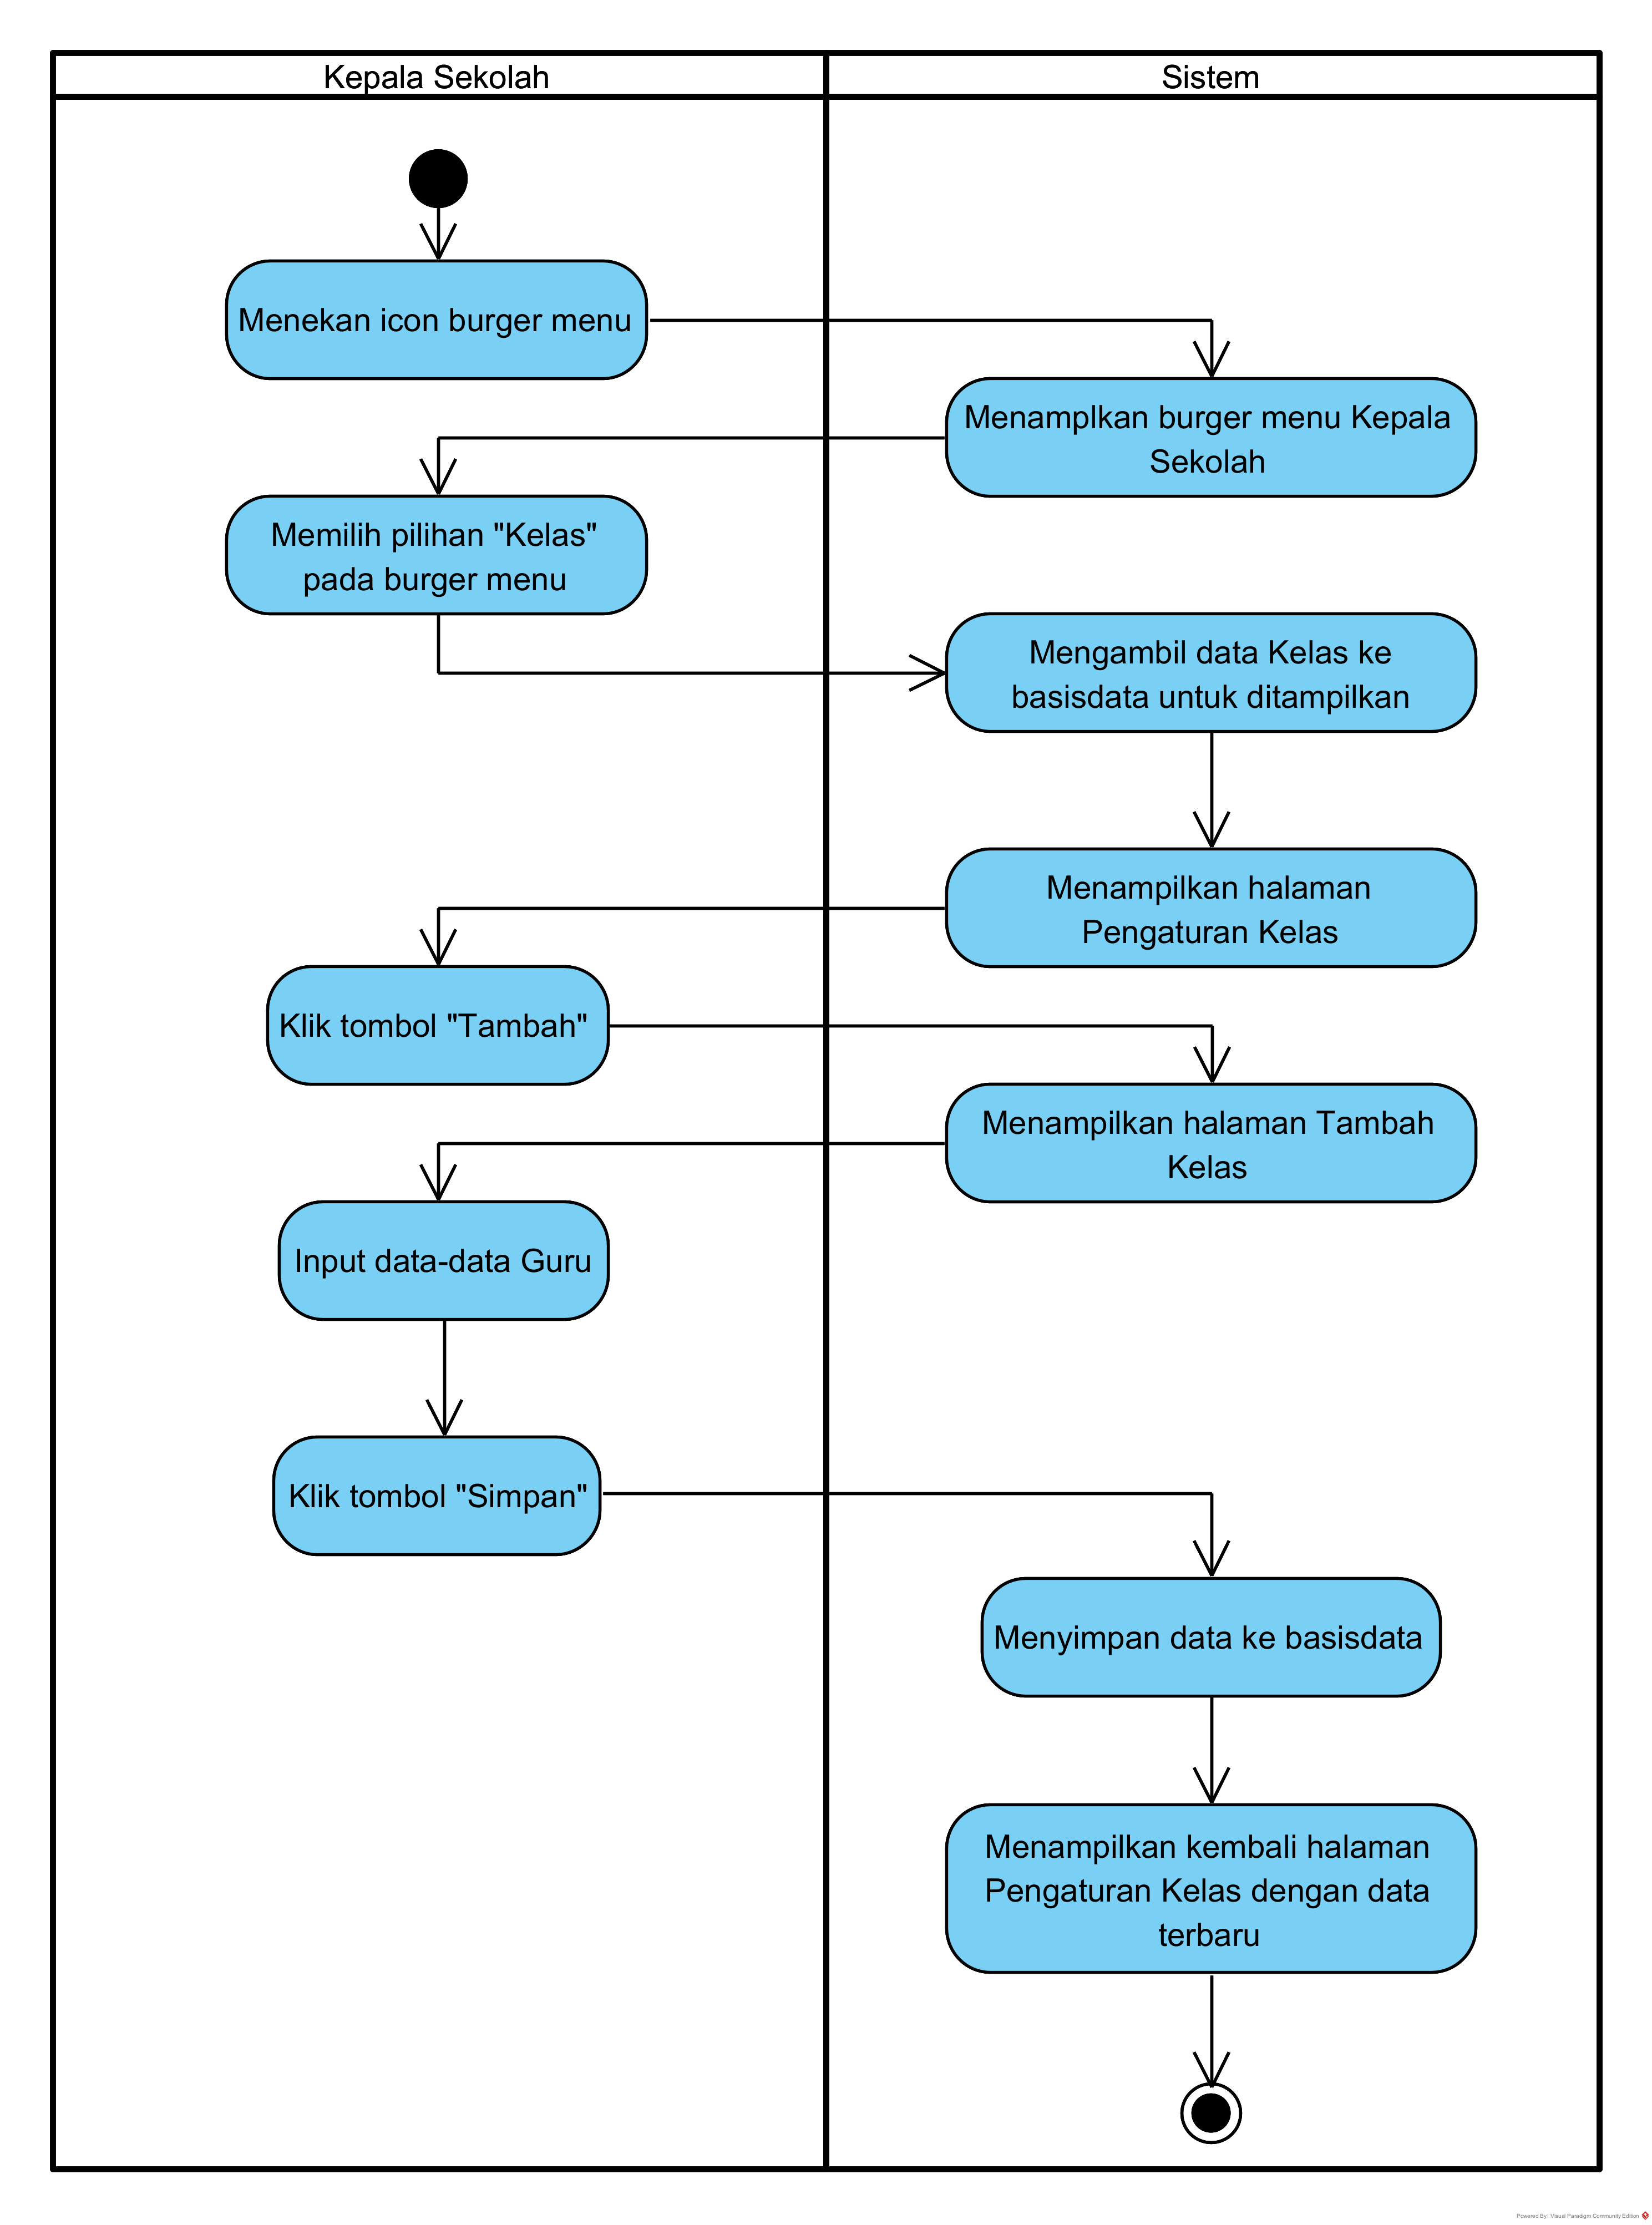 Kepala Sekolah
Sistem
Menekan icon burger menu
Menamplkan burger menu Kepala
Sekolah
Memilih pilihan "Kelas"
pada burger menu
Mengambil data Kelas ke
basisdata untuk ditampilkan
Menampilkan halaman
Pengaturan Kelas
Klik tombol "Tambah"
Menampilkan halaman Tambah
Kelas
Input data-data Guru
Klik tombol "Simpan"
Menyimpan data ke basisdata
Menampilkan kembali halaman
Pengaturan Kelas dengan data
terbaru
Powered By: Visual Paradigm Community Edition